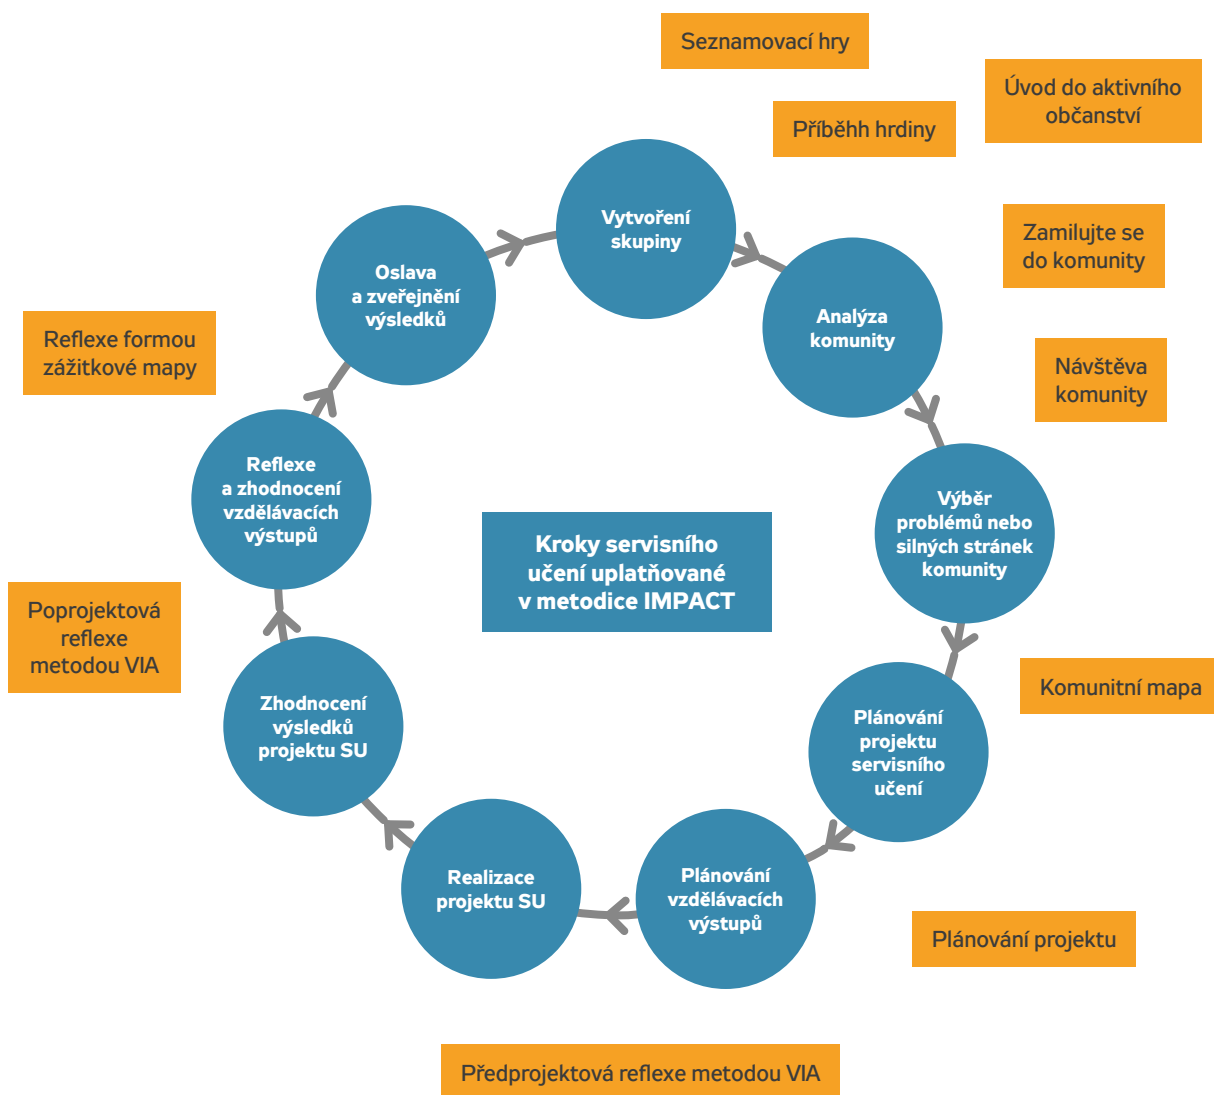 Seznamovací hry
Úvod do aktivního
občanství
Příběhh hrdiny
Vytvoření
skupiny
Zamilujte se
do komunity
Oslava
a zveřejnění
výsledků
Analýza
komunity
Reflexe formou
zážitkové mapy
Návštěva
komunity
Reflexe
a zhodnocení
vzdělávacích
výstupů
Výběr
problémů nebo
silných stránek
komunity
Kroky servisního
učení uplatňované
v metodice IMPACT
Poprojektová
reflexe
metodou VIA
Komunitní mapa
Zhodnocení
výsledků
projektu SU
Plánování
projektu
servisního
učení
Realizace
projektu SU
Plánování
vzdělávacích
výstupů
Plánování projektu
Předprojektová reflexe metodou VIA